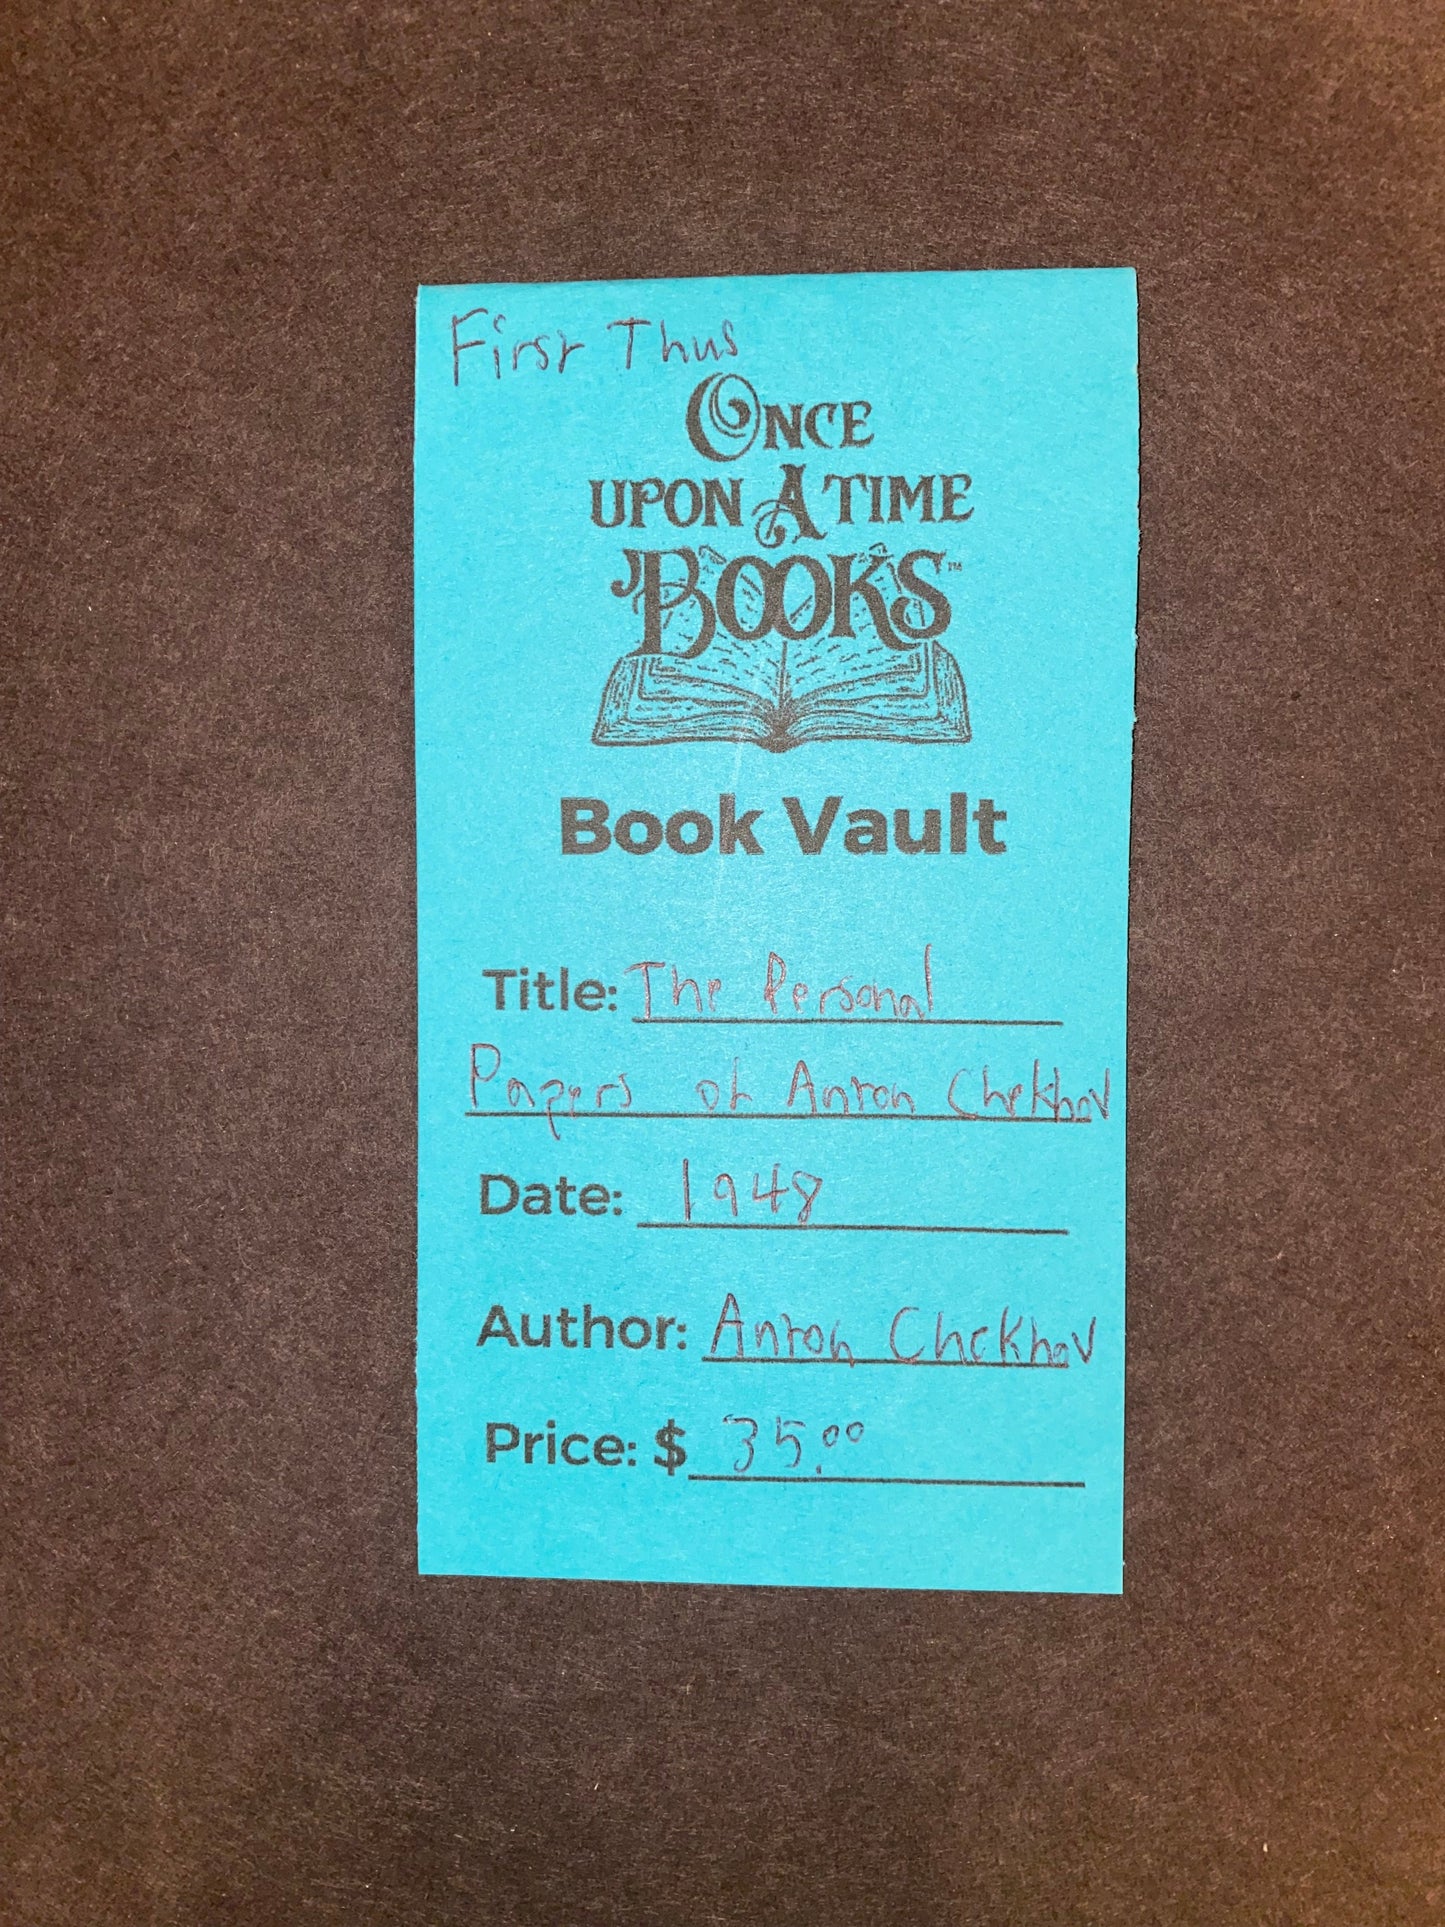 First Thus
ONCE
UPON A TIME
BOOKS™
Book Vault
Title: The Personal
Papers of Anton Chekhov
Date: 1948
Author: Anton Chekhov
Price: $ 35.00